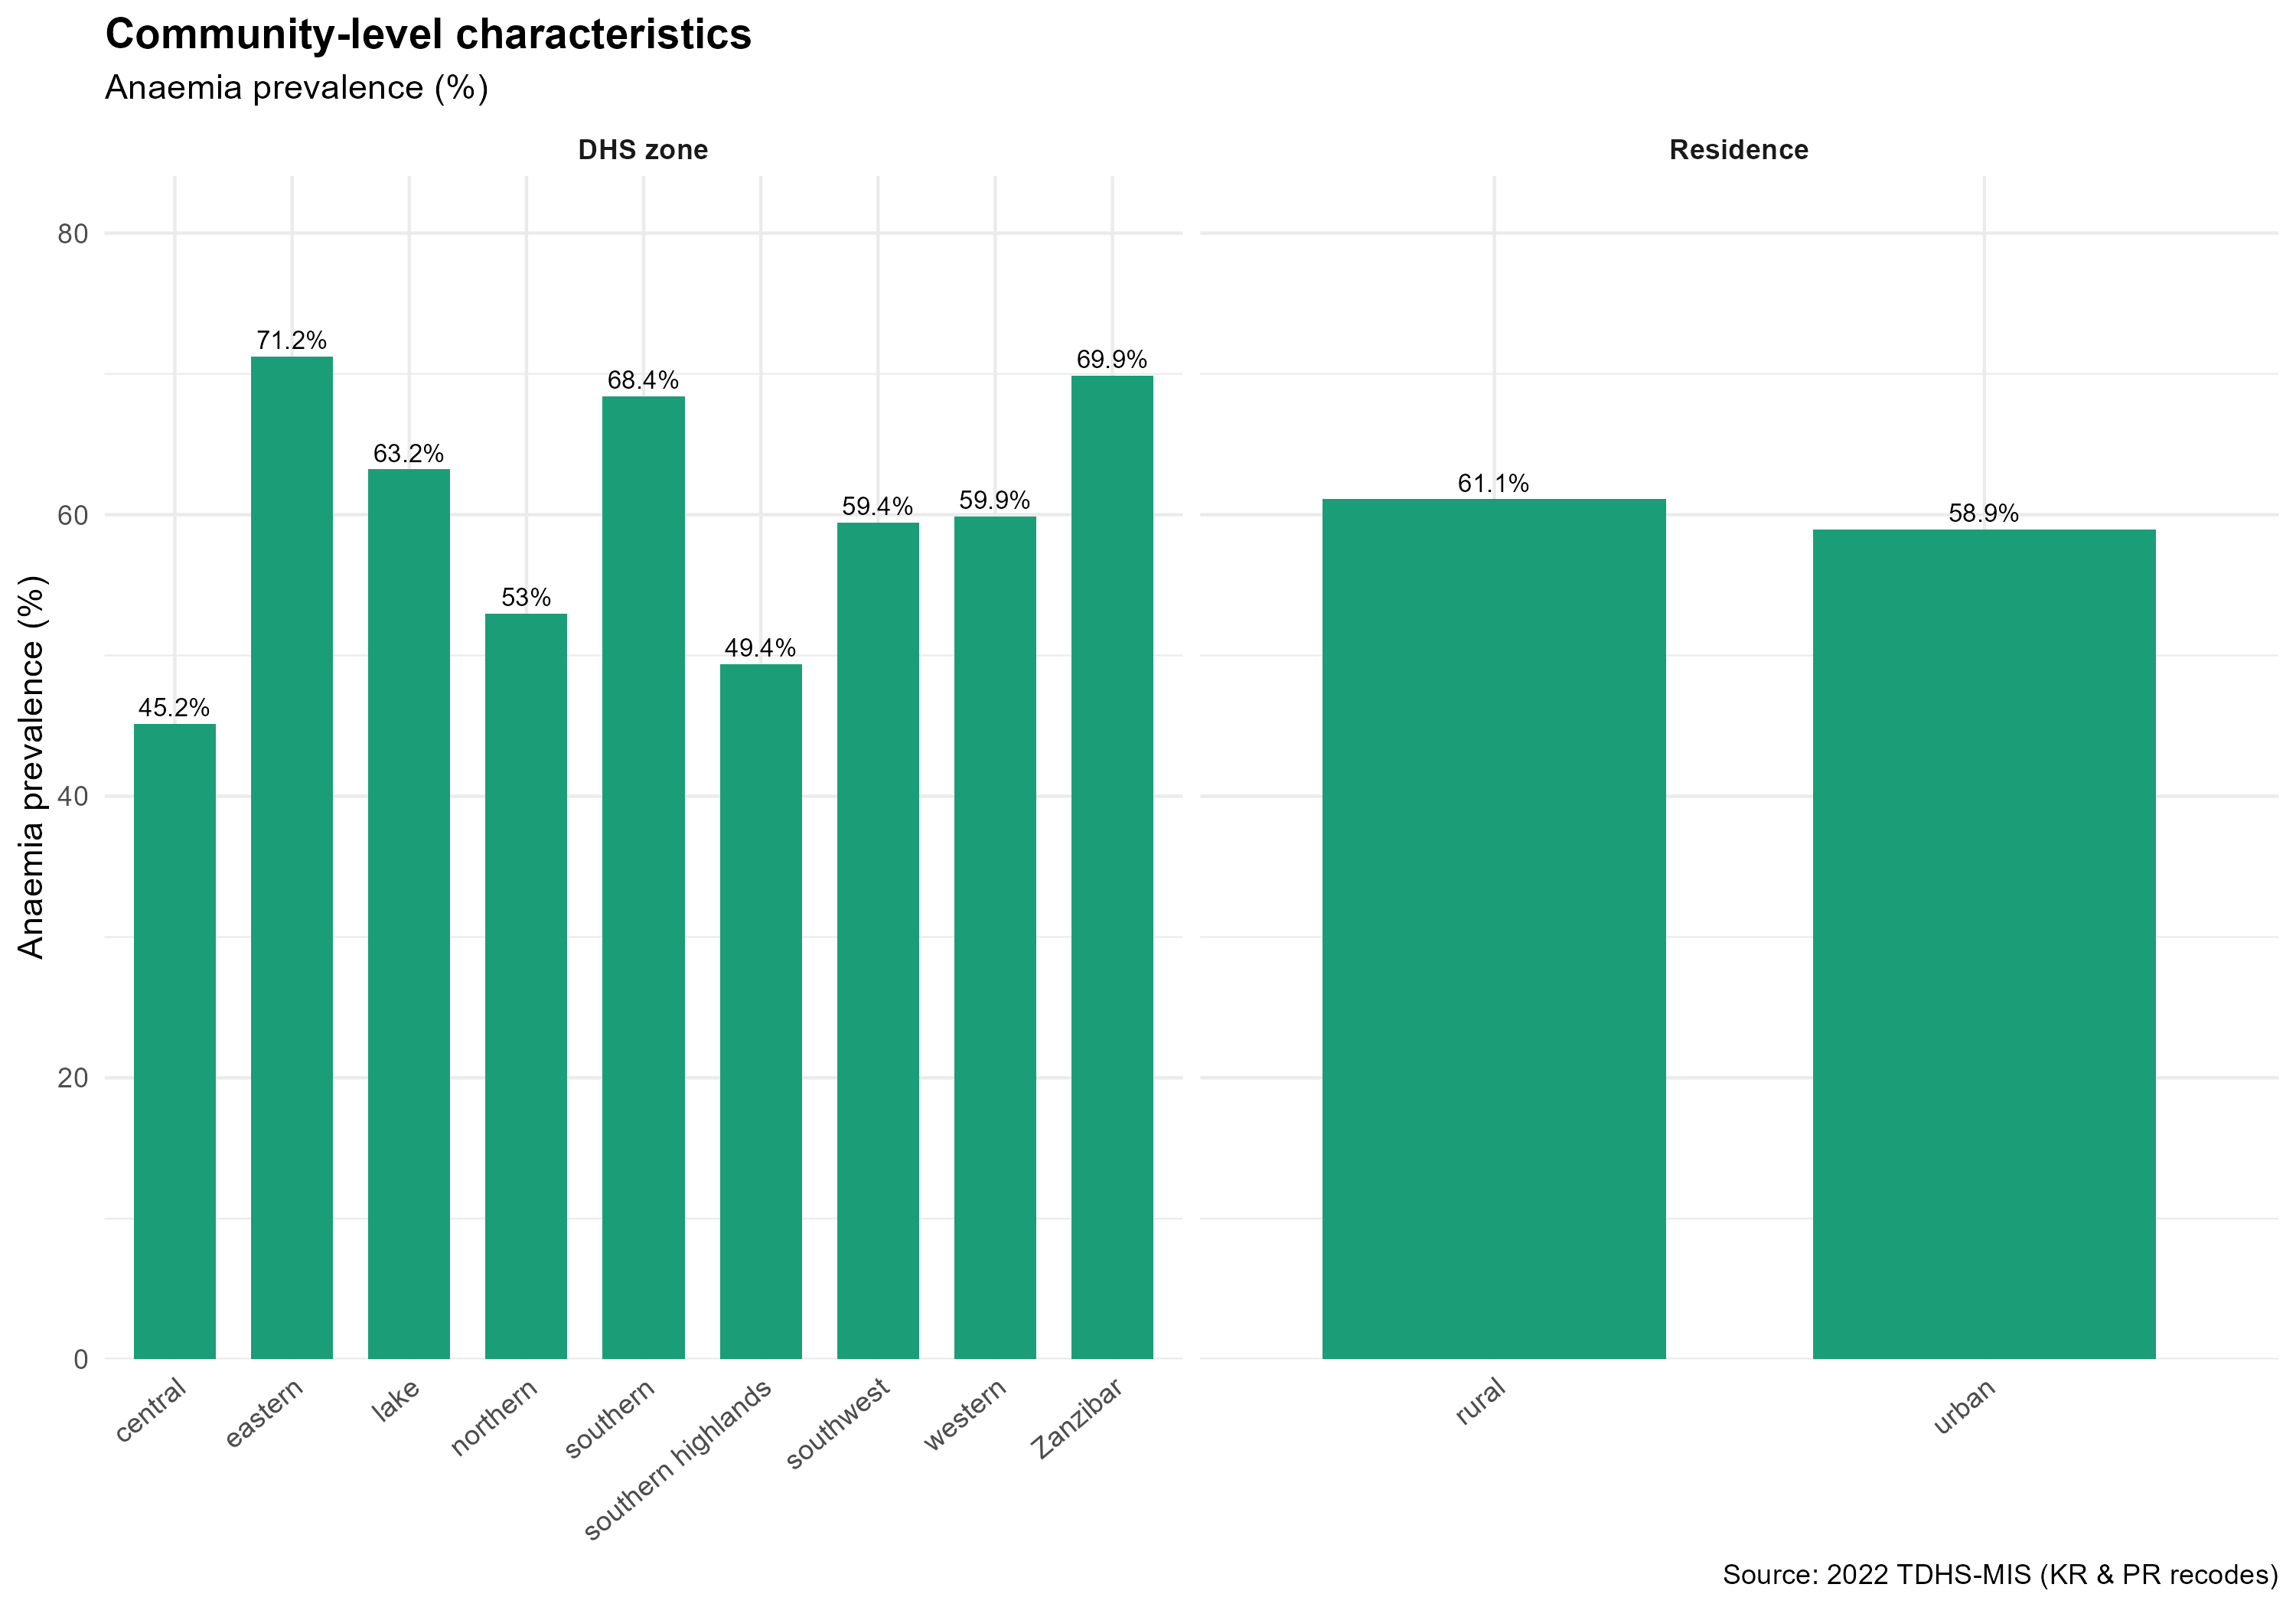 Community-level characteristics
Anaemia prevalence (%)
DHS zone
Residence
Anaemia prevalence (%)
80
60
40
20
0
45.2%
71.2%
63.2%
53%
68.4%
49.4%
59.4%
59.9%
69.9%
61.1%
58.9%
central
eastern
lake
northern
southern
southern highlands
southwest
western
Zanzibar
rural
urban
Source: 2022 TDHS-MIS (KR & PR recodes)